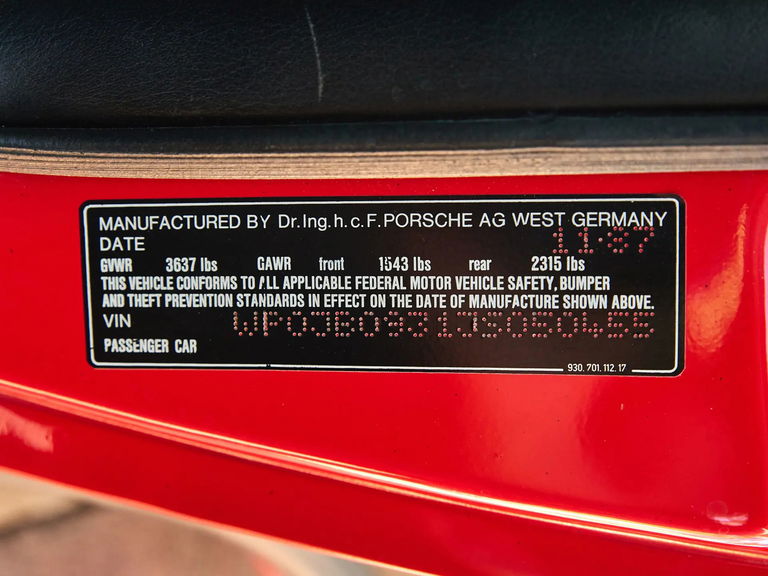 MANUFACTURED BY Dr.Ing.h.c.F.PORSCHE AG WEST GERMANY
DATE 11·87
GVWR 3637 lbs GAWR front 1543 lbs rear 2315 lbs
THIS VEHICLE CONFORMS TO ALL APPLICABLE FEDERAL MOTOR VEHICLE SAFETY, BUMPER
AND THEFT PREVENTION STANDARDS IN EFFECT ON THE DATE OF MANUFACTURE SHOWN ABOVE.
VIN WP0JB0931JS050455
PASSENGER CAR
930.701.112.17